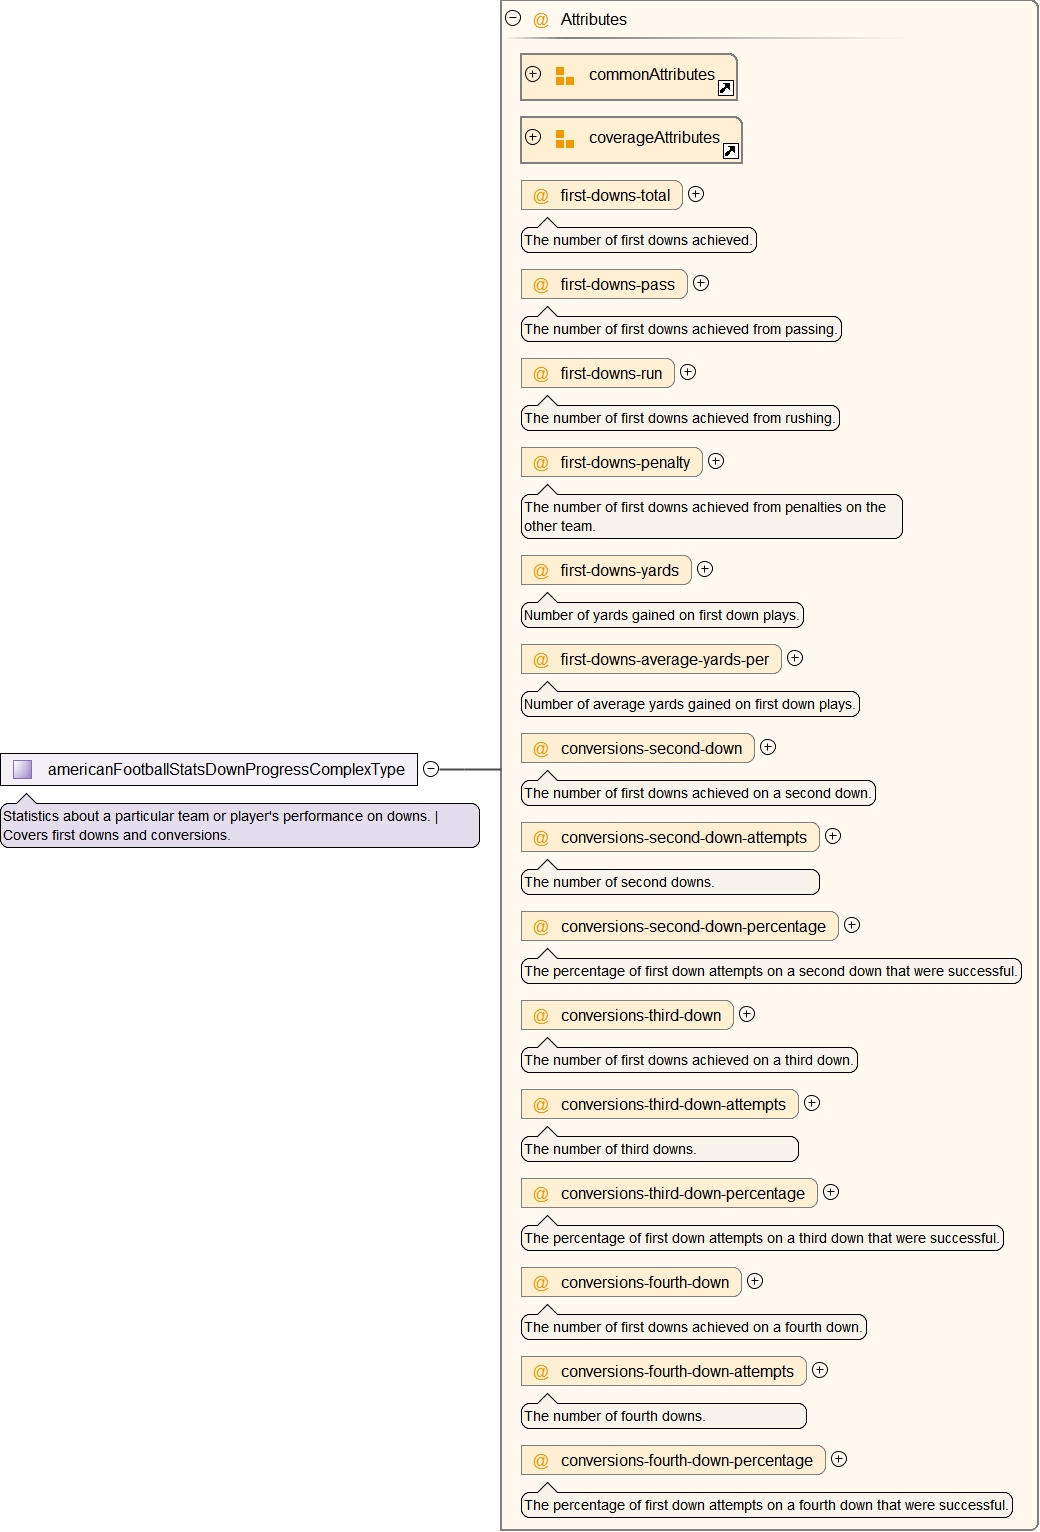 @ Attributes
commonAttributes
coverageAttributes
@ first-downs-total
The number of first downs achieved.
@ first-downs-pass
The number of first downs achieved from passing.
@ first-downs-run
The number of first downs achieved from rushing.
@ first-downs-penalty
The number of first downs achieved from penalties on the
other team.
@ first-downs-yards
Number of yards gained on first down plays.
@ first-downs-average-yards-per
Number of average yards gained on first down plays.
@ conversions-second-down
americanFootballStatsDownProgressComplexType
Statistics about a particular team or player's performance on downs. |
Covers first downs and conversions.
The number of first downs achieved on a second down.
@ conversions-second-down-attempts
The number of second downs.
@ conversions-second-down-percentage
The percentage of first down attempts on a second down that were successful.
@ conversions-third-down
The number of first downs achieved on a third down.
@ conversions-third-down-attempts
The number of third downs.
@ conversions-third-down-percentage
The percentage of first down attempts on a third down that were successful.
@ conversions-fourth-down
The number of first downs achieved on a fourth down.
@ conversions-fourth-down-attempts
The number of fourth downs.
@ conversions-fourth-down-percentage
The percentage of first down attempts on a fourth down that were successful.